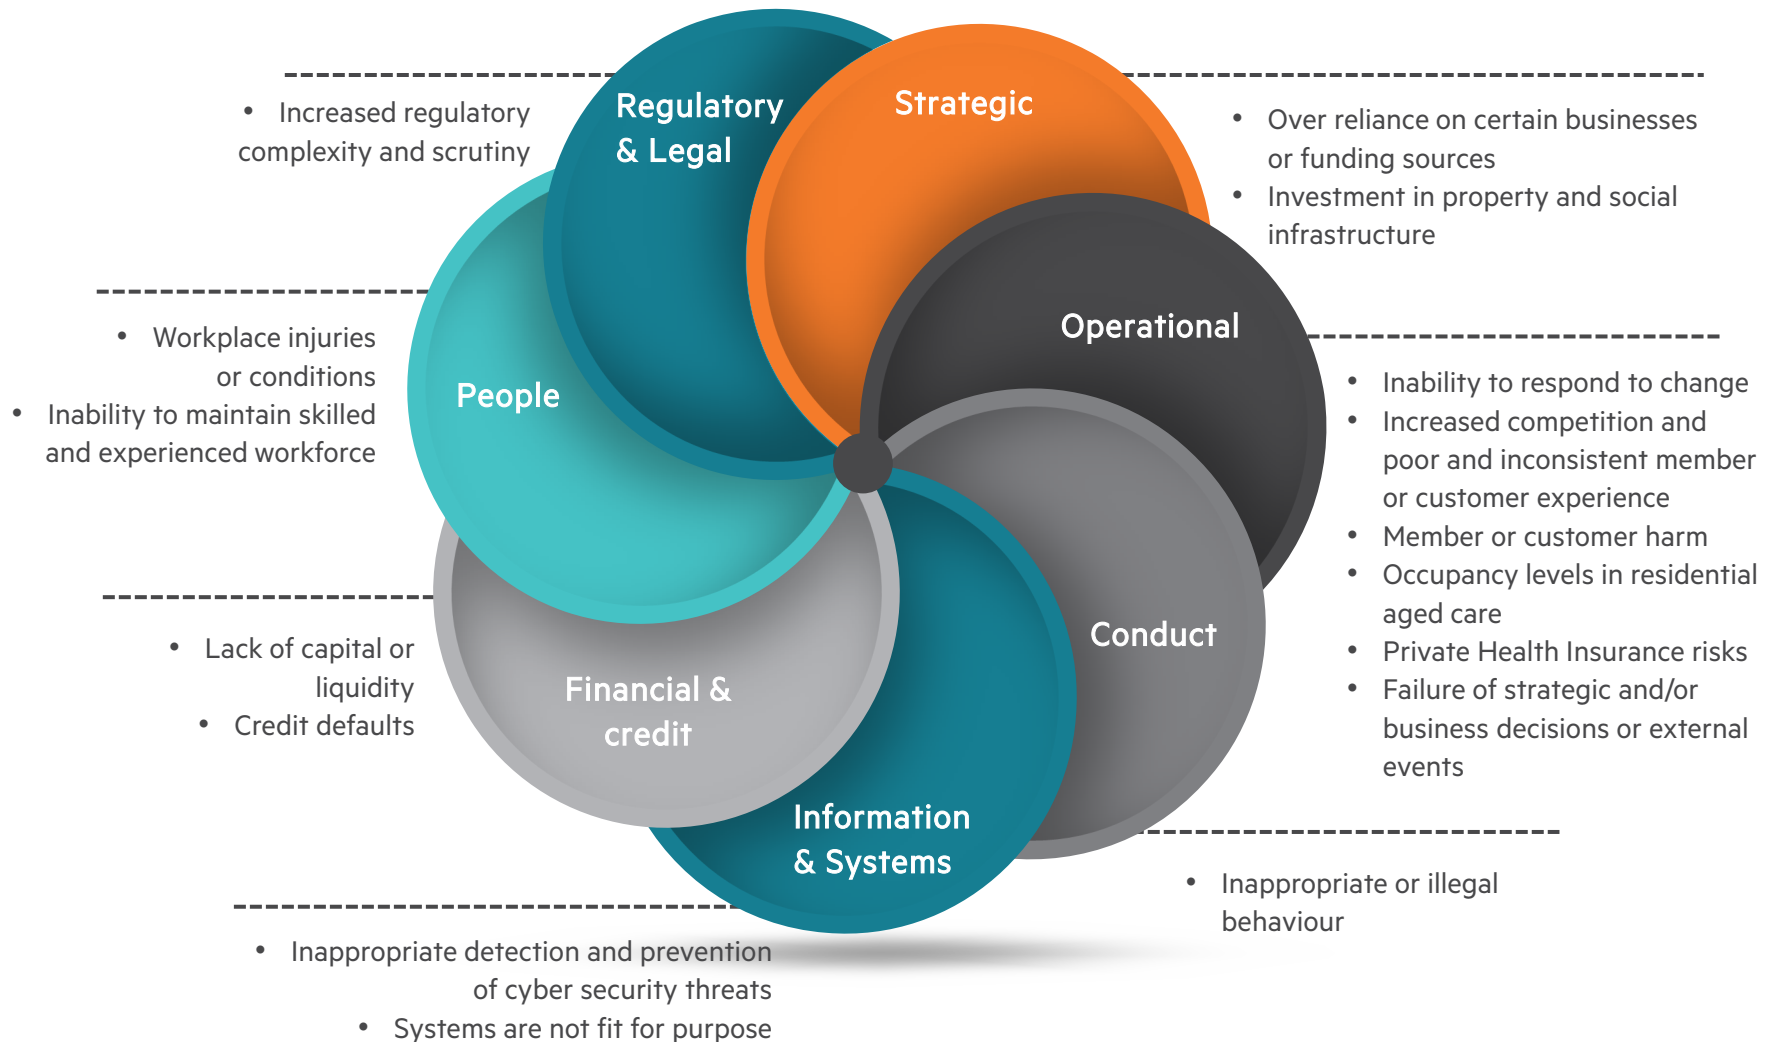 Regulatory
& Legal
• Increased regulatory
complexity and scrutiny
Strategic
• Over reliance on certain businesses
or funding sources
• Investment in property and social
infrastructure
Operational
• Inability to respond to change
• Increased competition and
poor and inconsistent member
or customer experience
• Member or customer harm
• Occupancy levels in residential
aged care
• Private Health Insurance risks
• Failure of strategic and/or
business decisions or external
events
Conduct
• Inappropriate or illegal
behaviour
Information
& Systems
• Inappropriate detection and prevention
of cyber security threats
• Systems are not fit for purpose
Financial &
credit
• Lack of capital or
liquidity
• Credit defaults
People
• Workplace injuries
or conditions
• Inability to maintain skilled
and experienced workforce